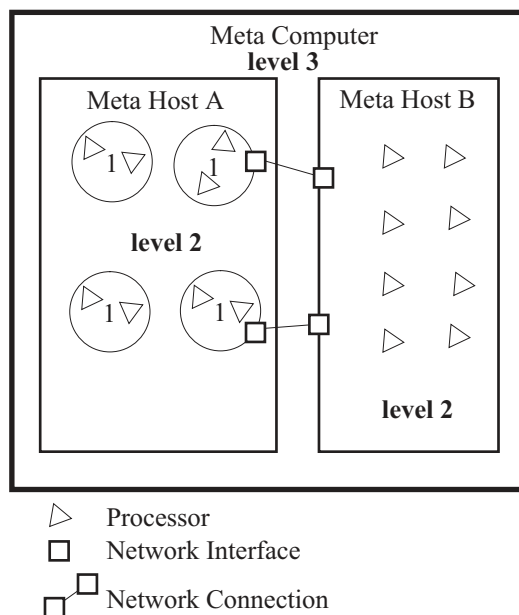 Meta Computer
level 3
Meta Host A
Meta Host B
1
1
level 2
1
1
level 2
Processor
Network Interface
Network Connection